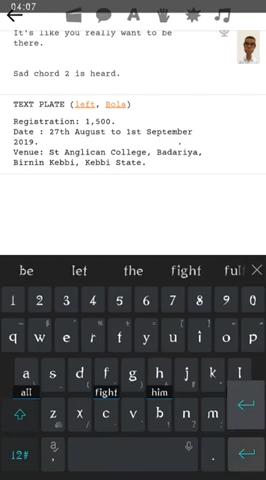 04:07
It's like you really want to be
there.
Sad chord 2 is heard.
TEXT PLATE (left, Bola)
Registration: 1,500.
Date : 27th August to 1st September
2019.
Venue: St Anglican College, Badariya,
Birnin Kebbi, Kebbi State.
be let the fight full
1 2 3 4 5 6 7 8 9 0
q w e r t y u i o p
a s d f g h j k l
all fight him
z x c v b n m
12# , .